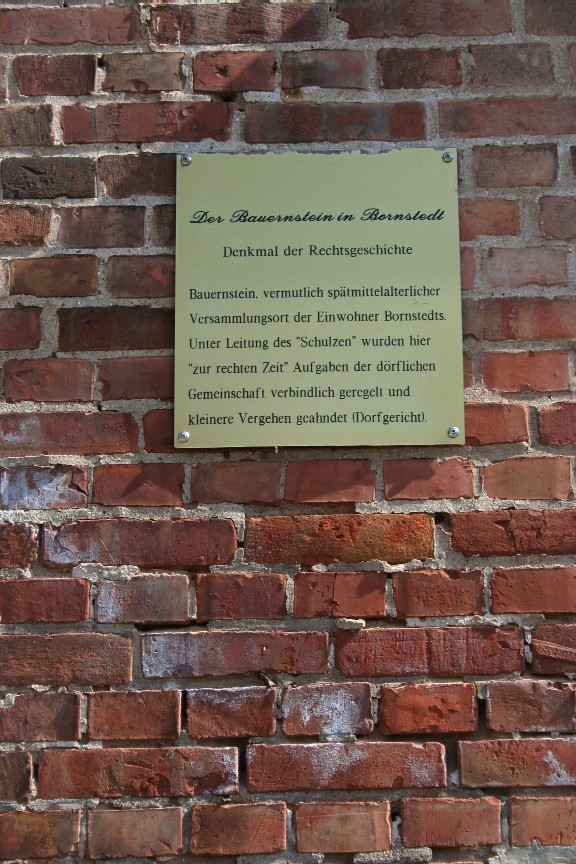 Der Bauernstein in Bornstedt
Denkmal der Rechtsgeschichte
Bauernstein, vermutlich spätmittelalterlicher
Versammlungsort der Einwohner Bornstedts.
Unter Leitung des "Schulzen" wurden hier
"zur rechten Zeit" Aufgaben der dörflichen
Gemeinschaft verbindlich geregelt und
kleinere Vergehen geahndet (Dorfgericht).